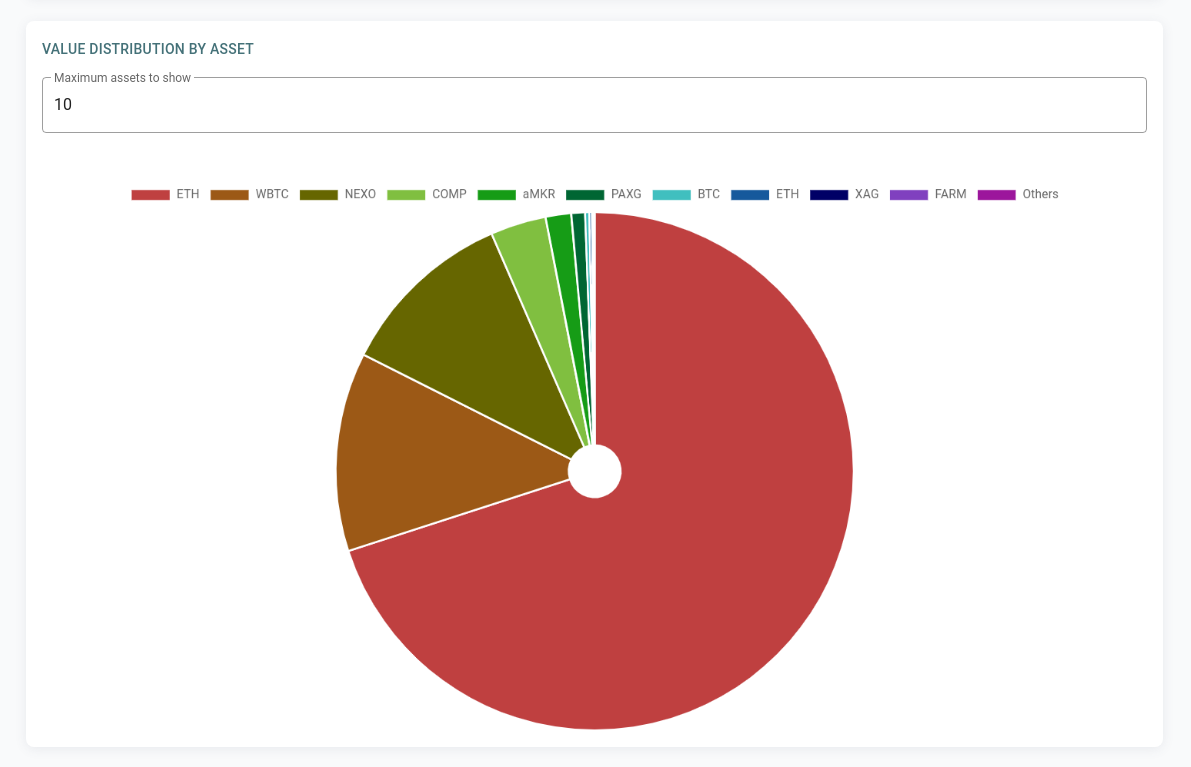 VALUE DISTRIBUTION BY ASSET
Maximum assets to show
10
ETH WBTC NEXO COMP aMKR PAXG BTC ETH XAG FARM Others